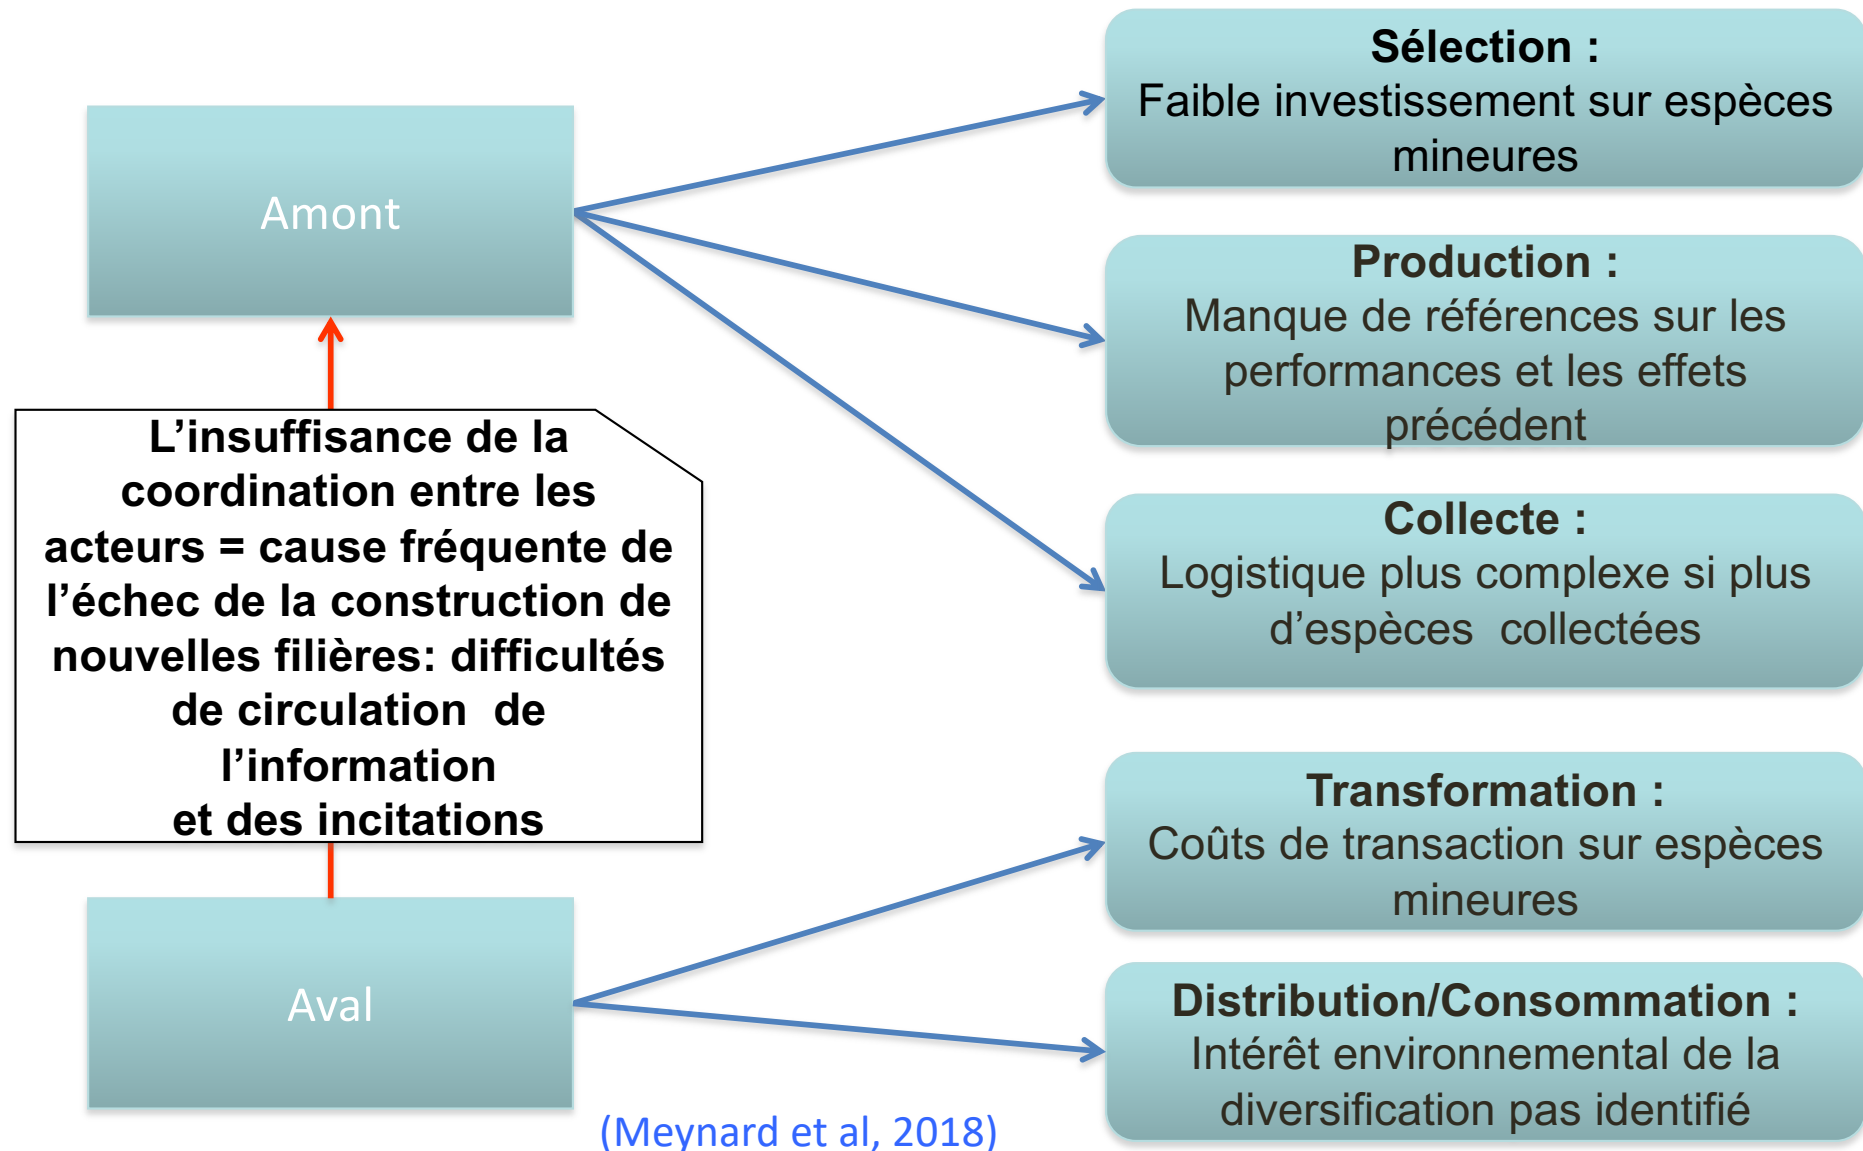 Sélection :
Faible investissement sur espèces
mineures
Amont
Production :
Manque de références sur les
performances et les effets
précédent
L’insuffisance de la
coordination entre les
acteurs = cause fréquente de
l’échec de la construction de
nouvelles filières: difficultés
de circulation  de
l’information
et des incitations
Collecte :
Logistique plus complexe si plus
d’espèces  collectées
Transformation :
Coûts de transaction sur espèces
mineures
Aval
Distribution/Consommation :
Intérêt environnemental de la
diversification pas identifié
(Meynard et al, 2018)